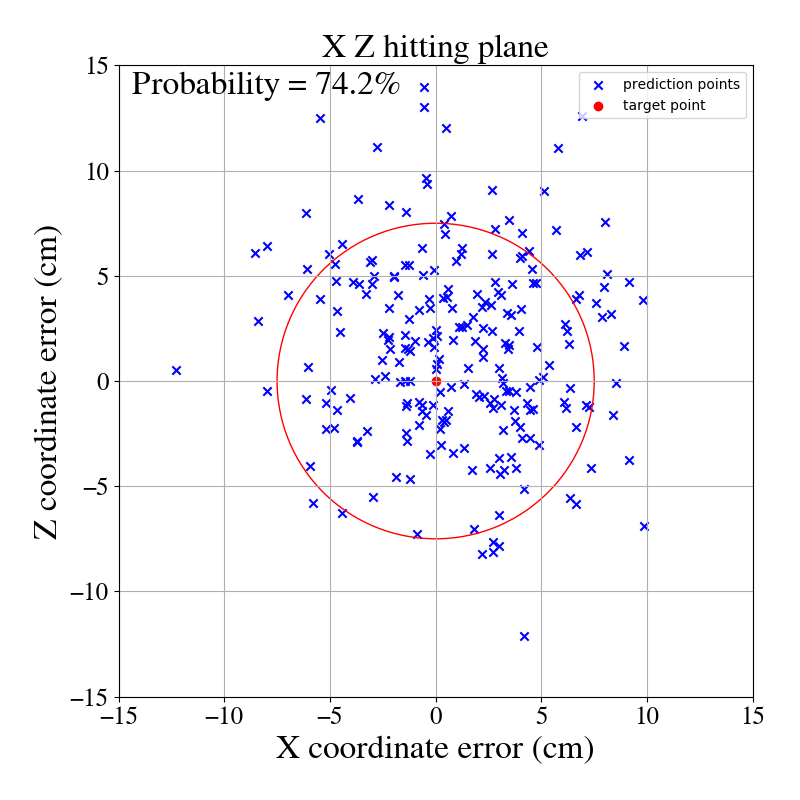 X Z hitting plane
Probability = 74.2%
prediction points
target point
Z coordinate error (cm)
15
10
5
0
−5
−10
−15
−15 −10 −5 0 5 10 15
X coordinate error (cm)